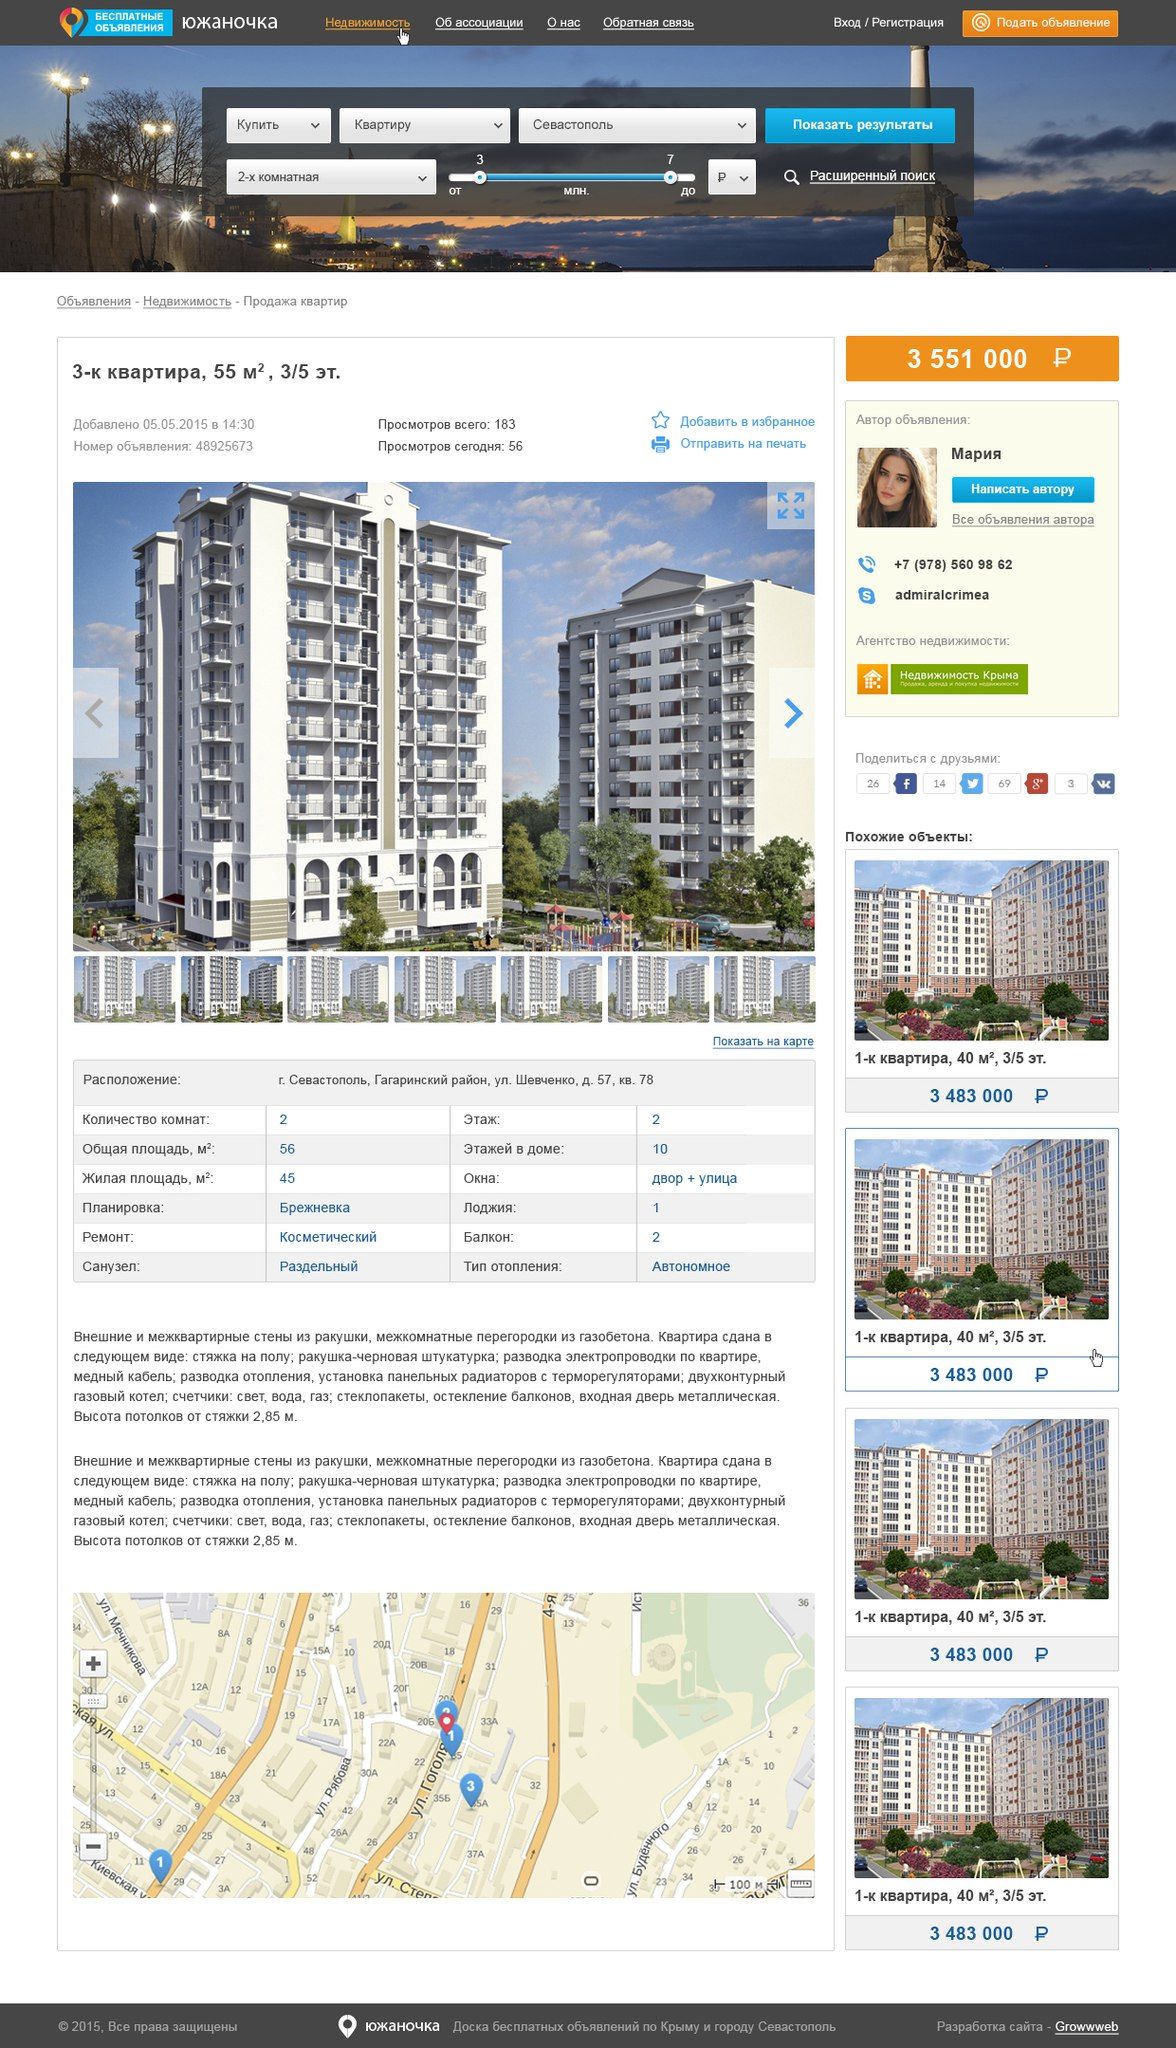 БЕСПЛАТНЫЕ
ОБЪЯВЛЕНИЯ
южаночка
Недвижимость Об ассоциации О нас Обратная связь
Вход / Регистрация
Подать объявление
Купить Квартиру Севастополь Показать результаты
3 7
2-х комнатная
от млн. до
₽
Расширенный поиск
Объявления - Недвижимость - Продажа квартир
3-к квартира, 55 м², 3/5 эт.
Добавлено 05.05.2015 в 14:30
Номер объявления: 48925673
Просмотров всего: 183
Просмотров сегодня: 56
Добавить в избранное
Отправить на печать
3 551 000 ₽
Автор объявления:
Мария
Написать автору
Все объявления автора
+7 (978) 560 98 62
admiralcrimea
Агентство недвижимости:
Недвижимость Крыма
Продажа, аренда и покупка недвижимости
Поделиться с друзьями:
26 14 69 3
Показать на карте
Расположение: г. Севастополь, Гагаринский район, ул. Шевченко, д. 57, кв. 78
Количество комнат: 2 Этаж: 2
Общая площадь, м²: 56 Этажей в доме: 10
Жилая площадь, м²: 45 Окна: двор + улица
Планировка: Брежневка Лоджия: 1
Ремонт: Косметический Балкон: 2
Санузел: Раздельный Тип отопления: Автономное
Внешние и межквартирные стены из ракушки, межкомнатные перегородки из газобетона. Квартира сдана в
следующем виде: стяжка на полу; ракушка-черновая штукатурка; разводка электропроводки по квартире,
медный кабель; разводка отопления, установка панельных радиаторов с терморегуляторами; двухконтурный
газовый котел; счетчики: свет, вода, газ; стеклопакеты, остекление балконов, входная дверь металлическая.
Высота потолков от стяжки 2,85 м.
Внешние и межквартирные стены из ракушки, межкомнатные перегородки из газобетона. Квартира сдана в
следующем виде: стяжка на полу; ракушка-черновая штукатурка; разводка электропроводки по квартире,
медный кабель; разводка отопления, установка панельных радиаторов с терморегуляторами; двухконтурный
газовый котел; счетчики: свет, вода, газ; стеклопакеты, остекление балконов, входная дверь металлическая.
Высота потолков от стяжки 2,85 м.
ул. Мечникова
ул. Рябова
ул. Гоголя
ул. Будённого
Киевская ул.
4-я
1
3
1
100 м
Похожие объекты:
1-к квартира, 40 м², 3/5 эт.
3 483 000 ₽
1-к квартира, 40 м², 3/5 эт.
3 483 000 ₽
1-к квартира, 40 м², 3/5 эт.
3 483 000 ₽
1-к квартира, 40 м², 3/5 эт.
3 483 000 ₽
© 2015, Все права защищены
южаночка
Доска бесплатных объявлений по Крыму и городу Севастополь
Разработка сайта - Growwweb